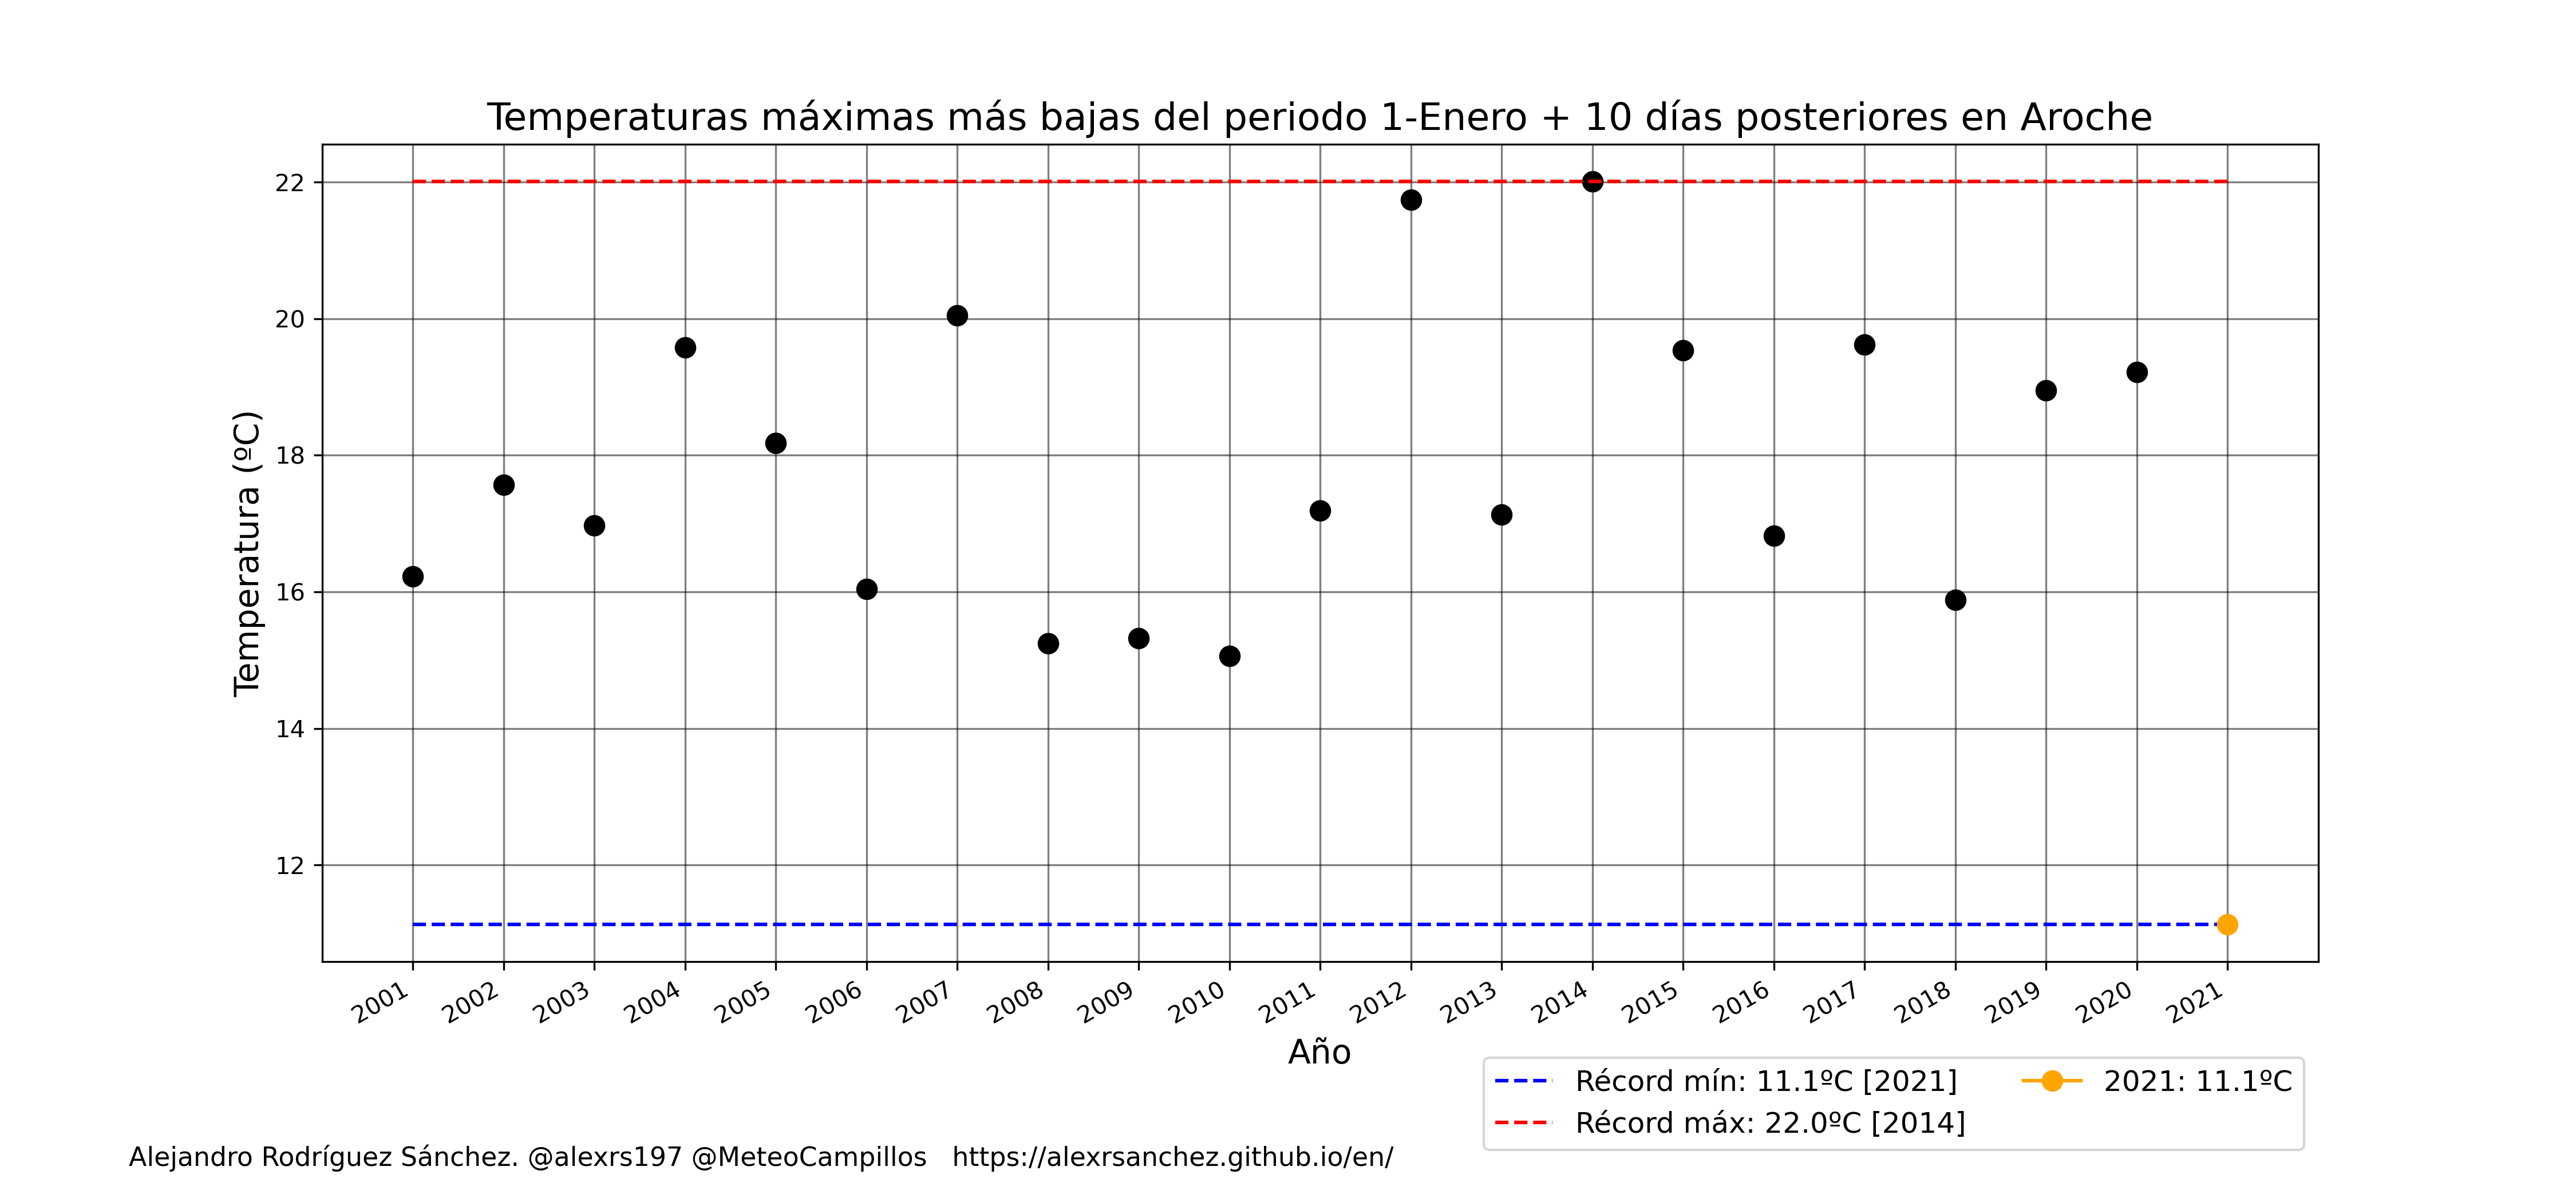 Temperaturas máximas más bajas del periodo 1-Enero + 10 días posteriores en Aroche
Temperatura (ºC)
22
20
18
16
14
12
2001 2002 2003 2004 2005 2006 2007 2008 2009 2010 2011 2012 2013 2014 2015 2016 2017 2018 2019 2020 2021
Año
Récord mín: 11.1ºC [2021]
Récord máx: 22.0ºC [2014]
2021: 11.1ºC
Alejandro Rodríguez Sánchez. @alexrs197 @MeteoCampillos https://alexrsanchez.github.io/en/